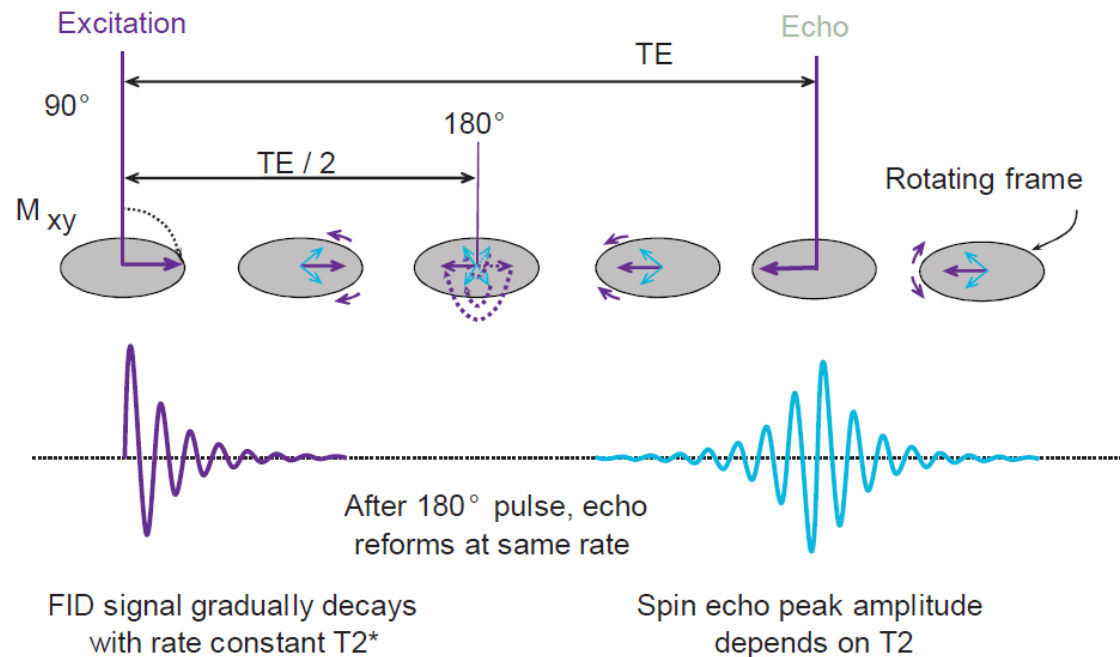 Excitation
Echo
TE
90°
180°
TE / 2
Rotating frame
M xy
After 180° pulse, echo
reforms at same rate
FID signal gradually decays
with rate constant T2*
Spin echo peak amplitude
depends on T2